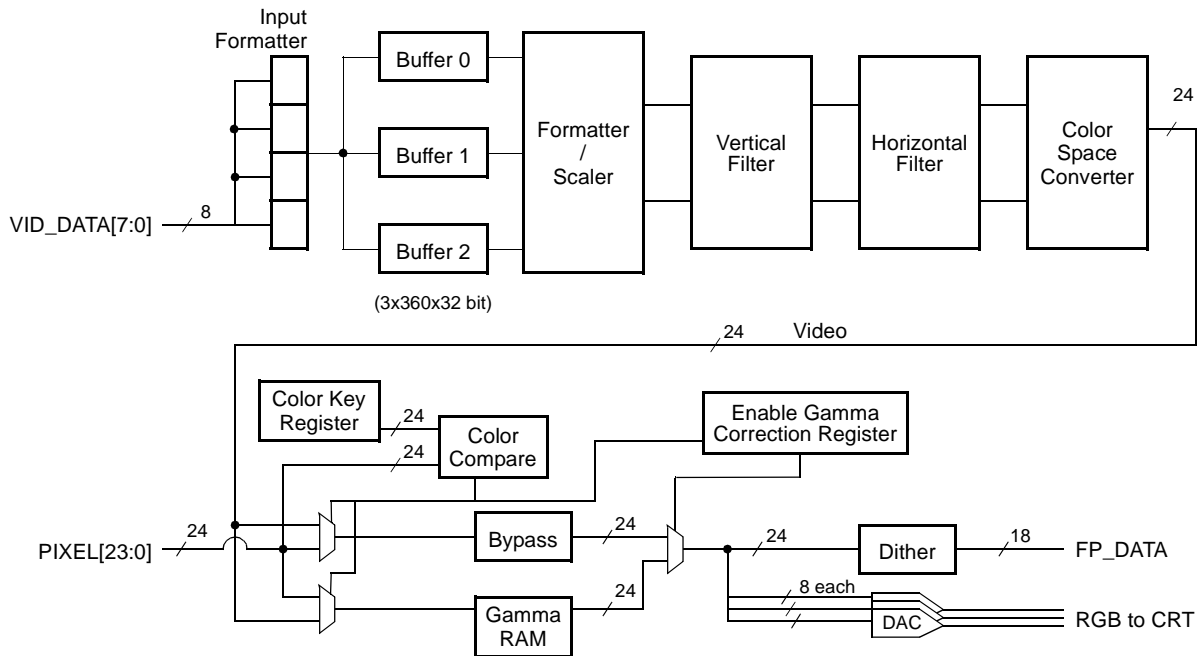 Input
Formatter
Buffer 0
Buffer 1
Buffer 2
(3x360x32 bit)
Formatter
/
Scaler
Vertical
Filter
Horizontal
Filter
Color
Space
Converter
24
VID_DATA[7:0]
8
24
Video
Color Key
Register
24
Color
Compare
24
Enable Gamma
Correction Register
PIXEL[23:0]
24
Bypass
24
Gamma
RAM
24
24
Dither
18
FP_DATA
8 each
DAC
RGB to CRT